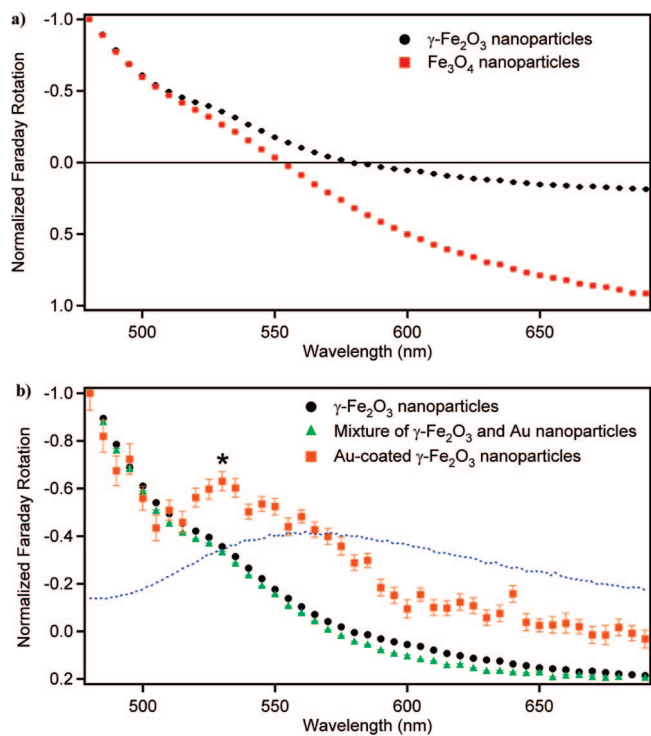 a)
γ-Fe2O3 nanoparticles
Fe3O4 nanoparticles
Normalized Faraday Rotation
-1.0
-0.5
0.0
0.5
1.0
500
550
600
650
Wavelength (nm)
b)
γ-Fe2O3 nanoparticles
Mixture of γ-Fe2O3 and Au nanoparticles
Au-coated γ-Fe2O3 nanoparticles
*
Normalized Faraday Rotation
-1.0
-0.8
-0.6
-0.4
-0.2
0.0
0.2
500
550
600
650
Wavelength (nm)